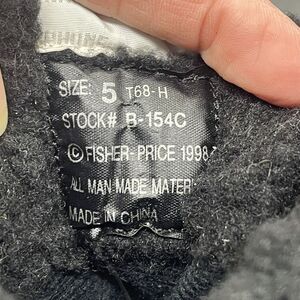 SIZE: 5 T68-H
STOCK# B-154C
© FISHER-PRICE 1998
ALL MAN MADE MATER
MADE IN CHINA